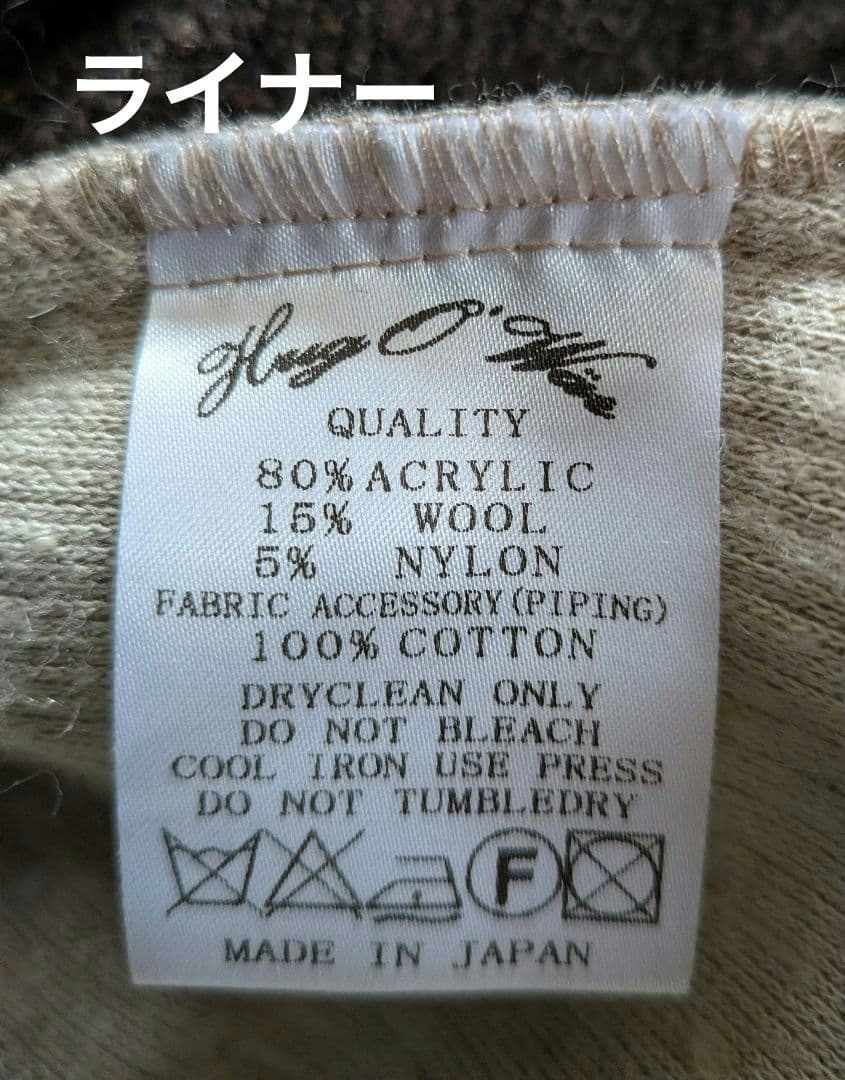 ライナー
Hug O' Wär
QUALITY
80% ACRYLIC
15% WOOL
5% NYLON
FABRIC ACCESSORY(PIPING)
100% COTTON
DRYCLEAN ONLY
DO NOT BLEACH
COOL IRON USE PRESS
DO NOT TUMBLEDRY
F
MADE IN JAPAN